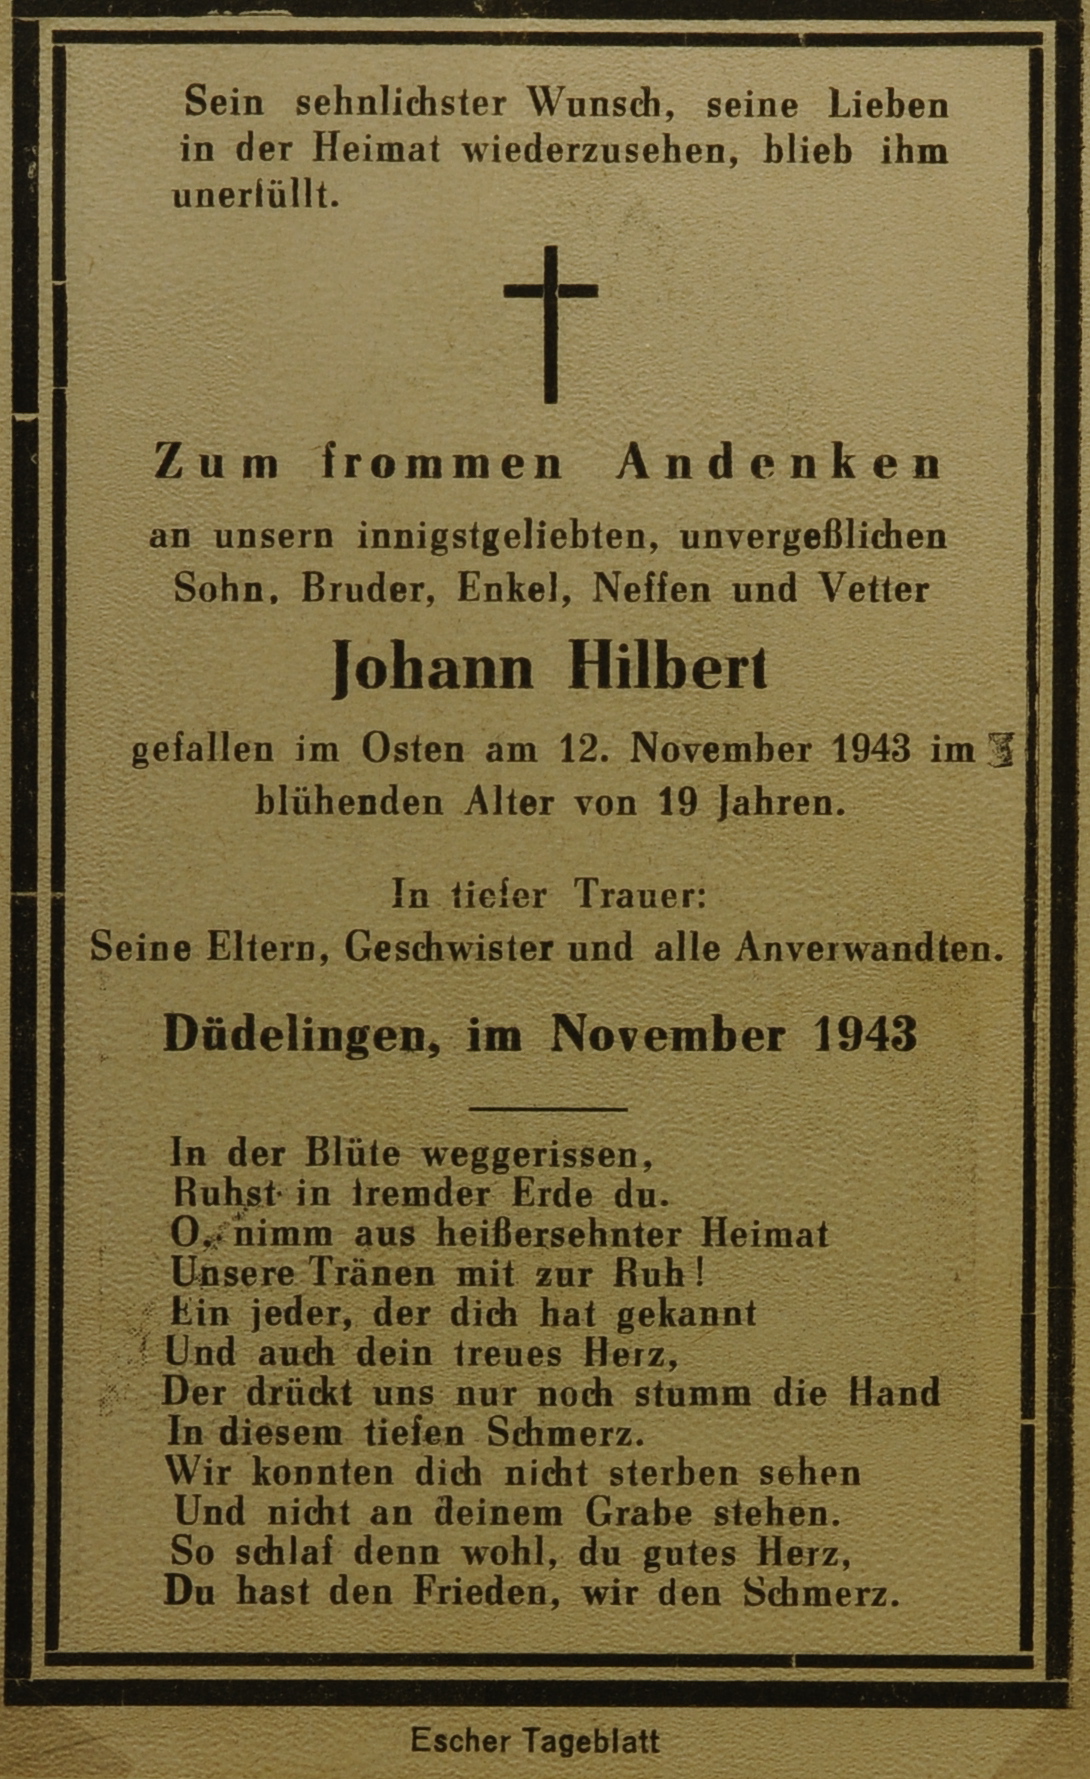 Sein sehnlichster Wunsch, seine Lieben
in der Heimat wiederzusehen, blieb ihm
unerfüllt.
Zum frommen Andenken
an unsern innigstgeliebten, unvergeßlichen
Sohn, Bruder, Enkel, Neffen und Vetter
Johann Hilbert
gefallen im Osten am 12. November 1943 im
blühenden Alter von 19 Jahren.
In tiefer Trauer:
Seine Eltern, Geschwister und alle Anverwandten.
Düdelingen, im November 1943
In der Blüte weggerissen,
Ruhst in fremder Erde du.
O, nimm aus heißersehnter Heimat
Unsere Tränen mit zur Ruh!
Ein jeder, der dich hat gekannt
Und auch dein treues Herz,
Der drückt uns nur noch stumm die Hand
In diesem tiefen Schmerz.
Wir konnten dich nicht sterben sehen
Und nicht an deinem Grabe stehen.
So schlaf denn wohl, du gutes Herz,
Du hast den Frieden, wir den Schmerz.
Escher Tageblatt